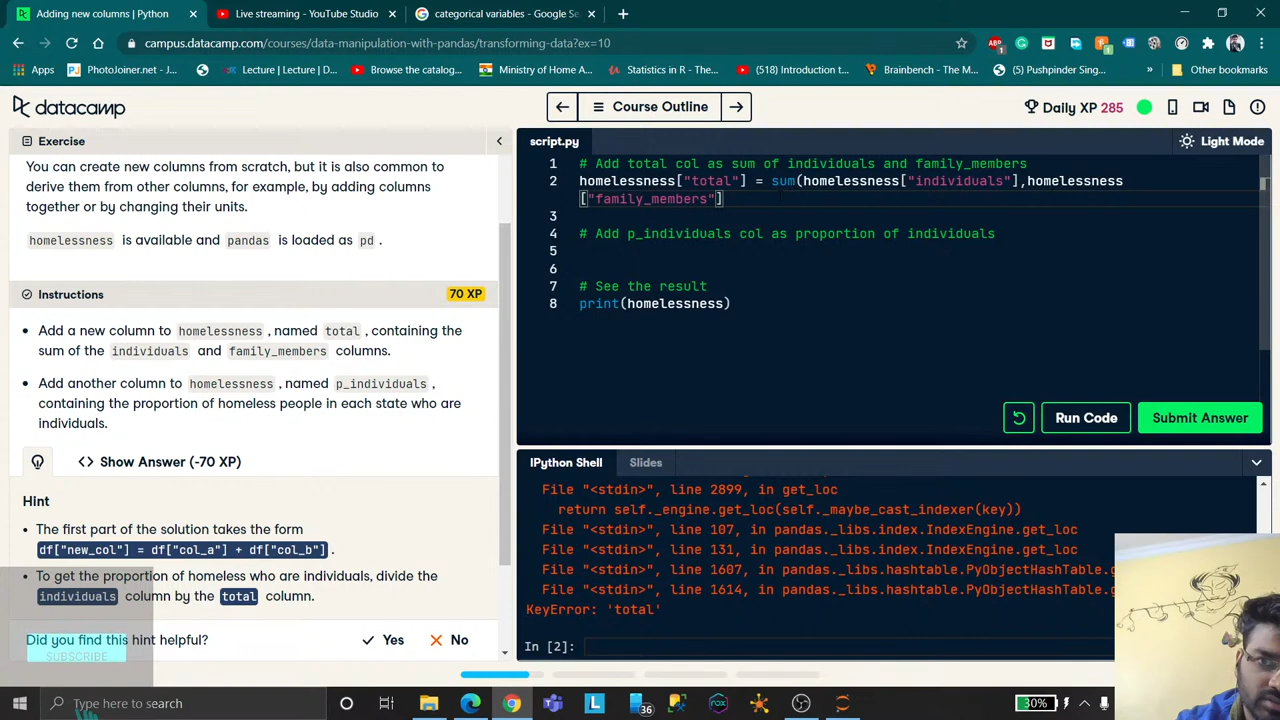 Adding new columns | Python
Live streaming - YouTube Studio
categorical variables - Google Se
campus.datacamp.com/courses/data-manipulation-with-pandas/transforming-data?ex=10
Apps
PhotoJoiner.net - J...
Lecture | Lecture | D...
Browse the catalog...
Ministry of Home A...
Statistics in R - The...
(518) Introduction t...
Brainbench - The M...
(5) Pushpinder Sing...
»
Other bookmarks
datacamp
Course Outline
Daily XP 285
Exercise
You can create new columns from scratch, but it is also common to
derive them from other columns, for example, by adding columns
together or by changing their units.
homelessness is available and pandas is loaded as pd .
Instructions
70 XP
Add a new column to homelessness , named total , containing the
sum of the individuals and family_members columns.
Add another column to homelessness , named p_individuals ,
containing the proportion of homeless people in each state who are
individuals.
Show Answer (-70 XP)
Hint
The first part of the solution takes the form
df["new_col"] = df["col_a"] + df["col_b"] .
To get the proportion of homeless who are individuals, divide the
individuals column by the total column.
Did you find this hint helpful?
Yes
No
SUBSCRIBE
script.py
Light Mode
1 # Add total col as sum of individuals and family_members
2 homelessness["total"] = sum(homelessness["individuals"],homelessness
["family_members"]
3
4 # Add p_individuals col as proportion of individuals
5
6
7 # See the result
8 print(homelessness)
Run Code
Submit Answer
IPython Shell
Slides
File "<stdin>", line 2899, in get_loc
return self._engine.get_loc(self._maybe_cast_indexer(key))
File "<stdin>", line 107, in pandas._libs.index.IndexEngine.get_loc
File "<stdin>", line 131, in pandas._libs.index.IndexEngine.get_loc
File "<stdin>", line 1607, in pandas._libs.hashtable.PyObjectHashTable.g
File "<stdin>", line 1614, in pandas._libs.hashtable.PyObjectHashTable.g
KeyError: 'total'
In [2]:
Type here to search
36
30%